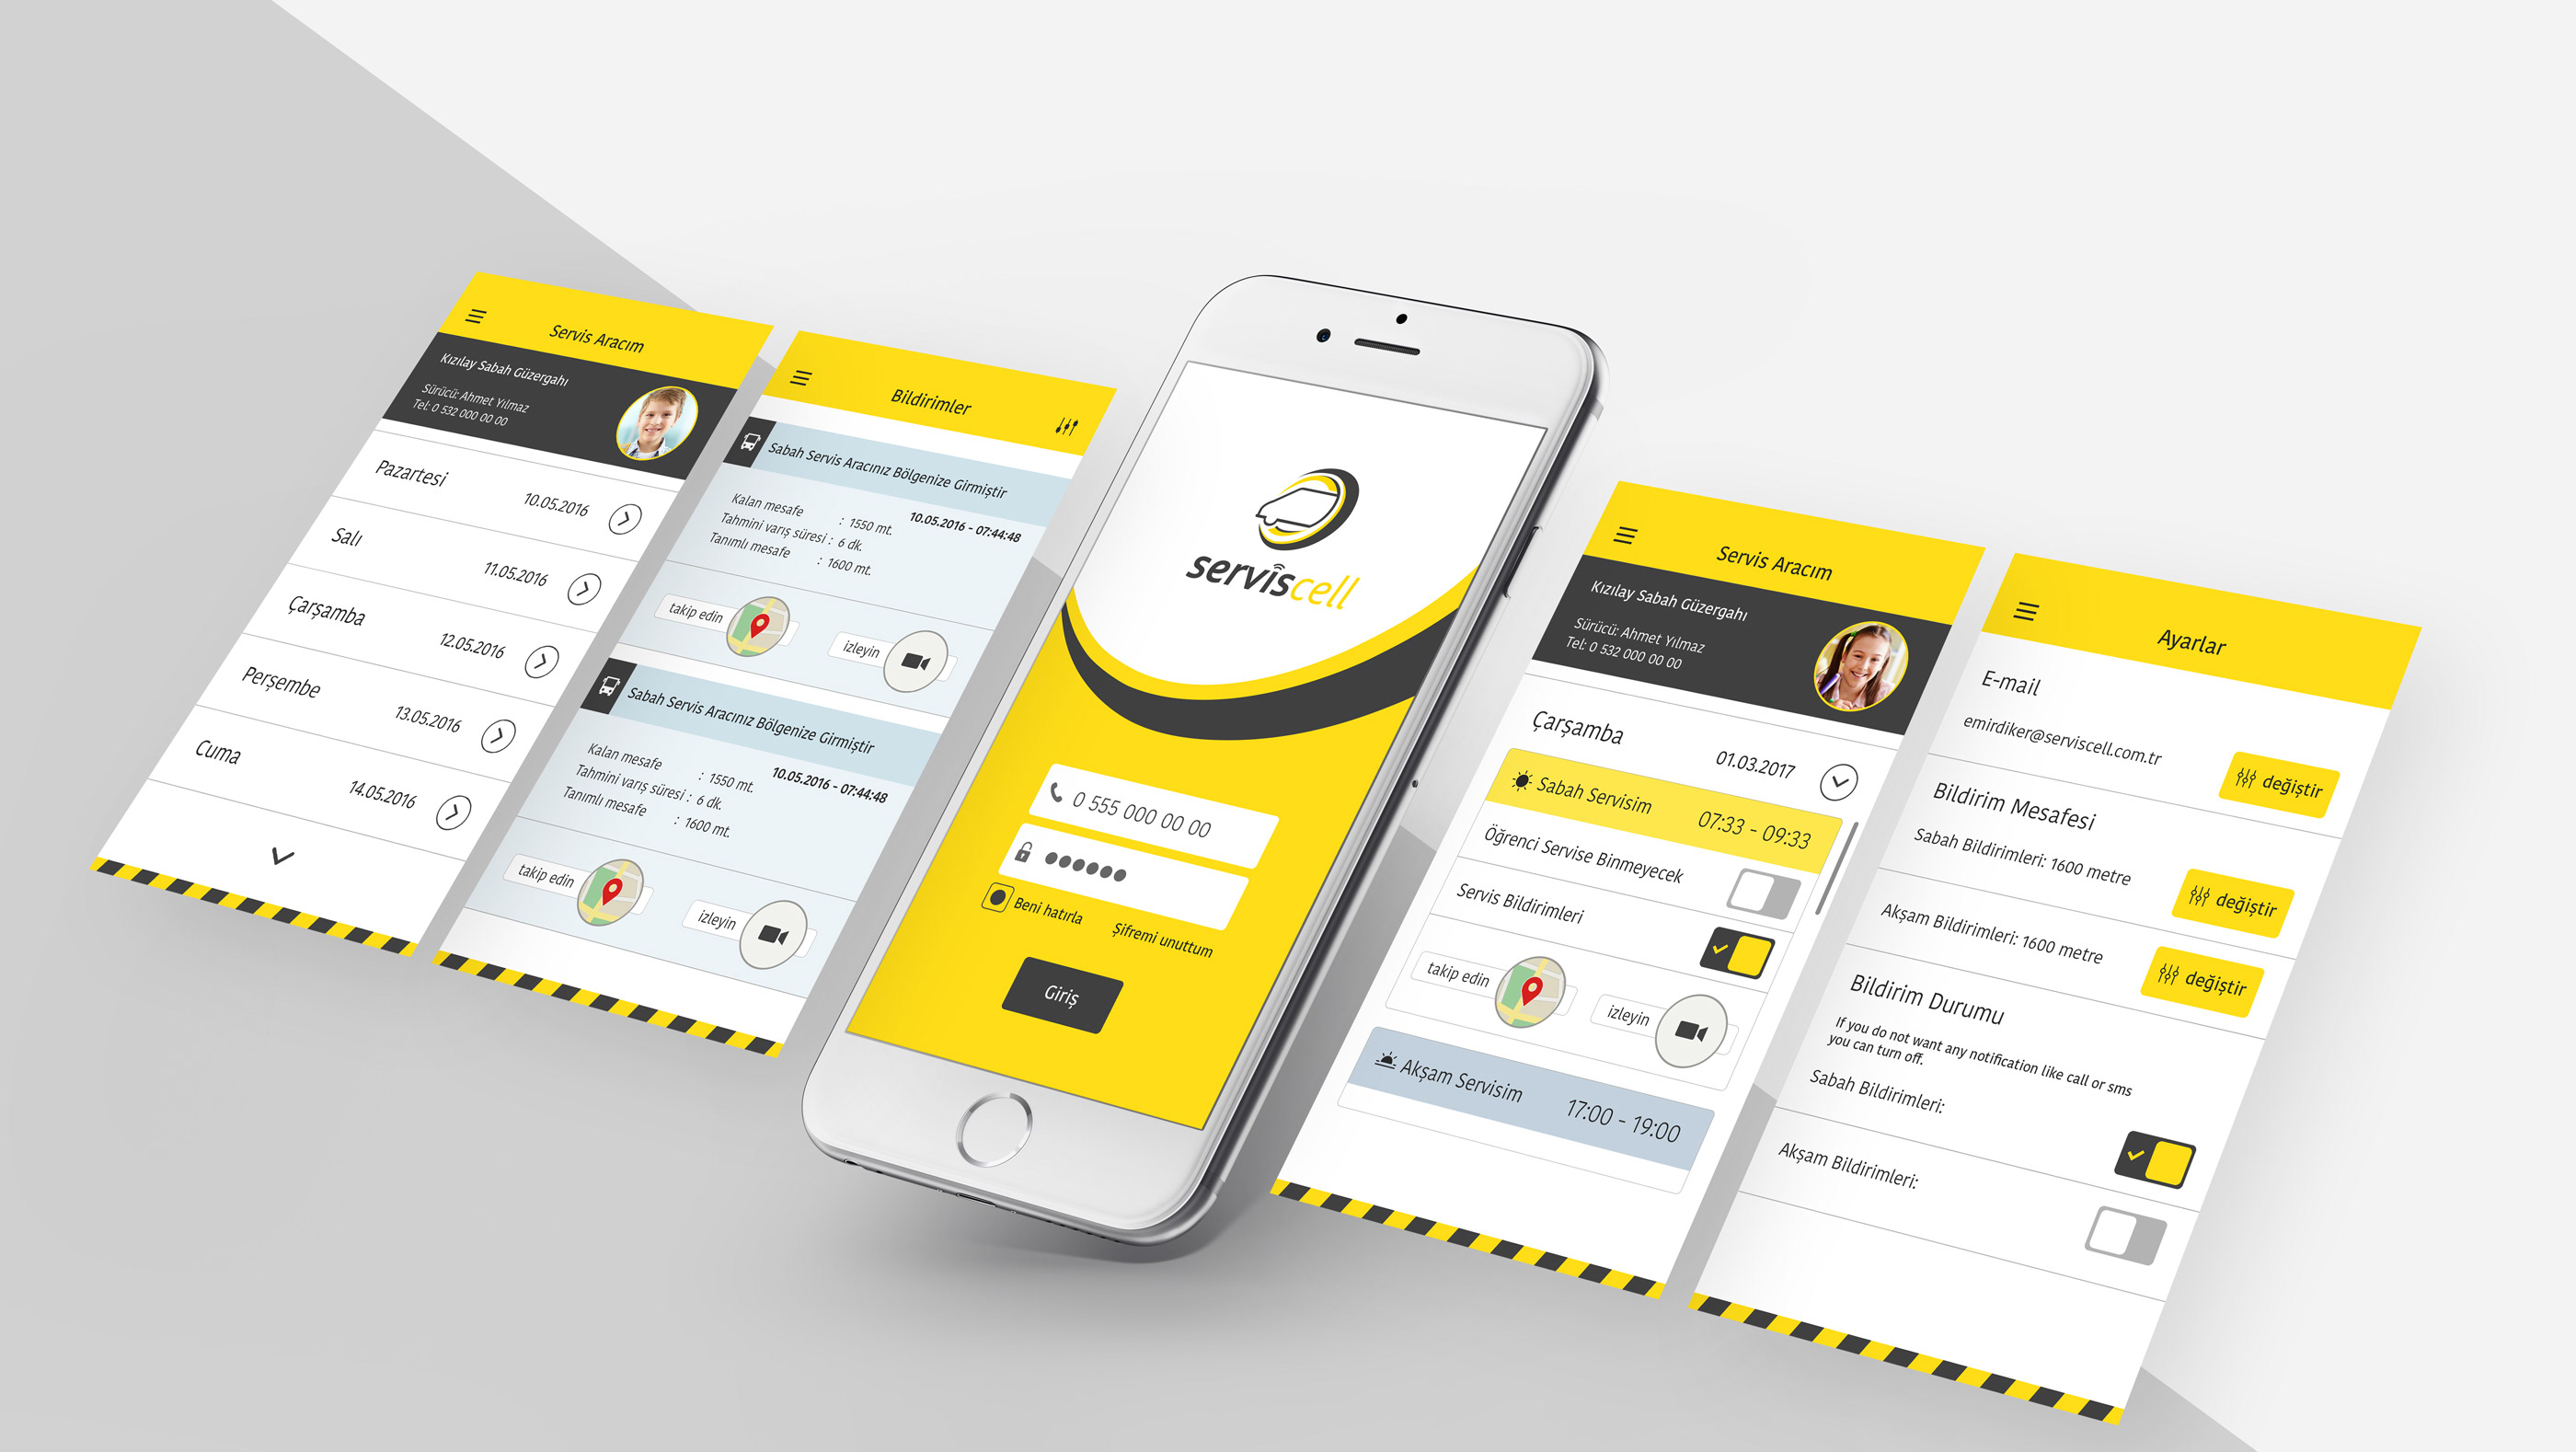 Servis Aracım
Kızılay Sabah Güzergahı
Sürücü: Ahmet Yılmaz
Tel: 0 532 000 00 00
Pazartesi
10.05.2016
Salı
11.05.2016
Çarşamba
12.05.2016
Perşembe
13.05.2016
Cuma
14.05.2016
Bildirimler
Sabah Servis Aracınız Bölgenize Girmiştir
10.05.2016 - 07:44:48
Kalan mesafe : 1550 mt.
Tahmini varış süresi : 6 dk.
Tanımlı mesafe : 1600 mt.
takip edin
izleyin
Sabah Servis Aracınız Bölgenize Girmiştir
10.05.2016 - 07:44:48
Kalan mesafe : 1550 mt.
Tahmini varış süresi : 6 dk.
Tanımlı mesafe : 1600 mt.
takip edin
izleyin
serviscell
0 555 000 00 00
Beni hatırla
Şifremi unuttum
Giriş
Servis Aracım
Kızılay Sabah Güzergahı
Sürücü: Ahmet Yılmaz
Tel: 0 532 000 00 00
Çarşamba
01.03.2017
Sabah Servisim
07:33 - 09:33
Öğrenci Servise Binmeyecek
Servis Bildirimleri
takip edin
izleyin
Akşam Servisim
17:00 - 19:00
Ayarlar
E-mail
emirdiker@serviscell.com.tr
değiştir
Bildirim Mesafesi
Sabah Bildirimleri: 1600 metre
değiştir
Akşam Bildirimleri: 1600 metre
değiştir
Bildirim Durumu
If you do not want any notification like call or sms
you can turn off.
Sabah Bildirimleri:
Akşam Bildirimleri: